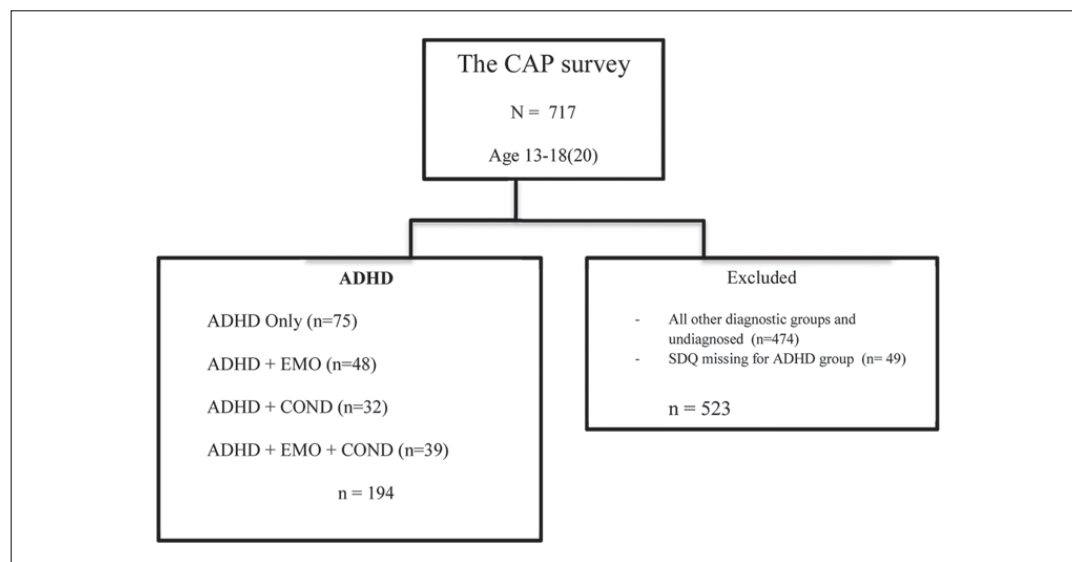 The CAP survey
N = 717
Age 13-18(20)
ADHD
ADHD Only (n=75)
ADHD + EMO (n=48)
ADHD + COND (n=32)
ADHD + EMO + COND (n=39)
n = 194
Excluded
- All other diagnostic groups and
undiagnosed (n=474)
- SDQ missing for ADHD group (n= 49)
n = 523